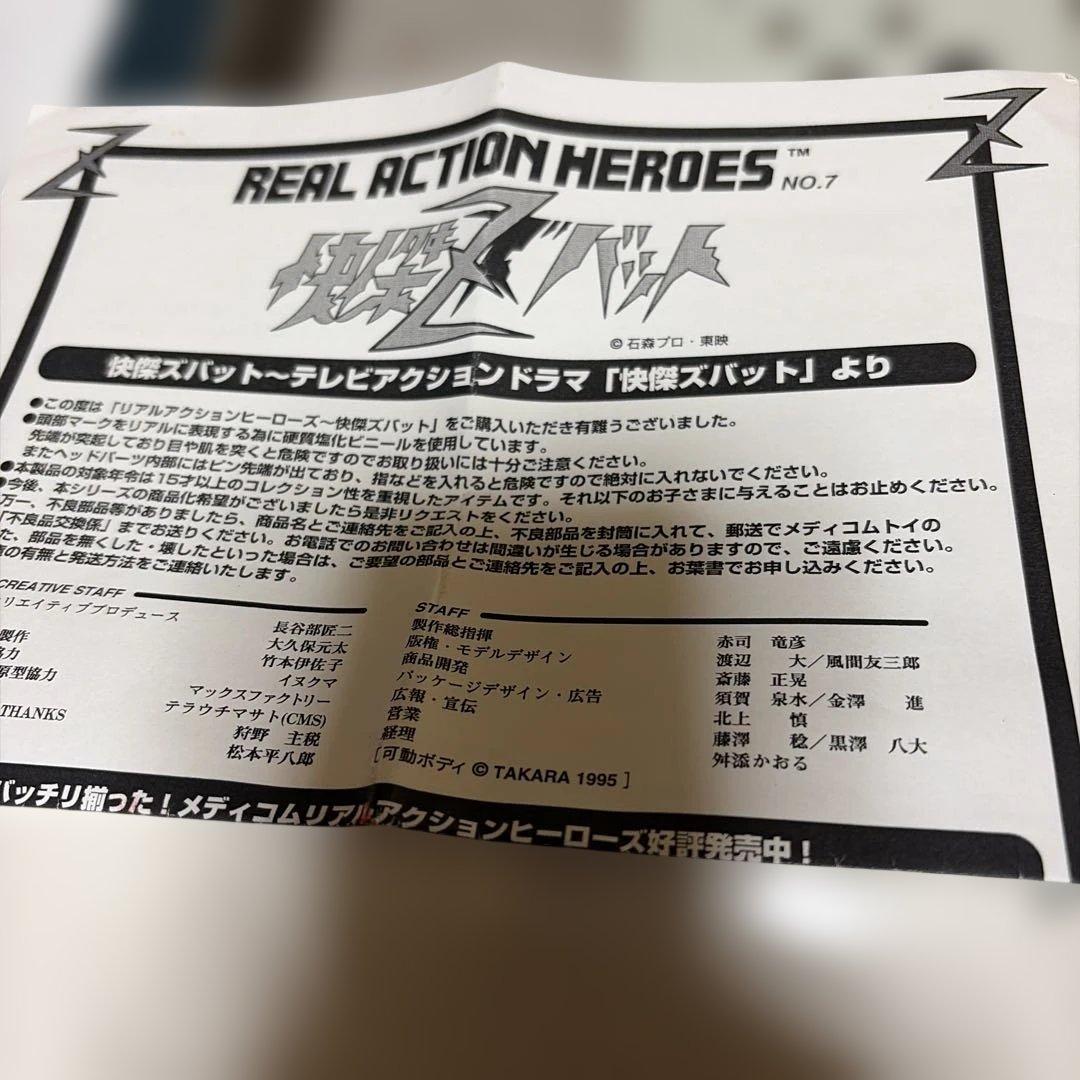 REAL ACTION HEROES™ NO.7
快傑ズバット
©石森プロ・東映
快傑ズバット〜テレビアクションドラマ「快傑ズバット」より
●この度は「リアルアクションヒーローズ〜快傑ズバット」をご購入いただき有難うございました。
●頭部マークをリアルに表現する為に硬質塩化ビニールを使用しています。
先端が突起しており目や肌を突くと危険ですのでお取り扱いには十分ご注意ください。
またヘッドパーツ内部にはピン先端が出ており、指などを入れると危険ですので絶対に入れないでください。
●本製品の対象年令は15才以上のコレクション性を重視したアイテムです。それ以下のお子さまに与えることはお止めください。
●今後、本シリーズの商品化希望がございましたら是非リクエストをください。
万一、不良部品等がありましたら、商品名とご連絡先をご記入の上、不良部品を封筒に入れて、郵送でメディコムトイの
「不良品交換係」までお送りください。お電話でのお問い合わせは間違いが生じる場合がありますので、ご遠慮ください。
た、部品を無くした・壊したといった場合は、ご要望の部品とご連絡先をご記入の上、お葉書でお申し込みください。
の有無と発送方法をご連絡いたします。
CREATIVE STAFF
リエイティブプロデュース
長谷部匠二
製作
大久保元太
協力
竹本伊佐子
原型協力
イヌクマ
マックスファクトリー
THANKS
テラウチマサト(CMS)
狩野 主税
松本平八郎
STAFF
製作総指揮 赤司 竜彦
版権・モデルデザイン 渡辺 大／風間友三郎
商品開発 斎藤 正晃
パッケージデザイン・広告 須賀 泉水／金澤 進
広報・宣伝 北上 慎
営業 藤澤 稔／黒澤 八大
経理 舛添かおる
［可動ボディ © TAKARA 1995］
バッチリ揃った！メディコムリアルアクションヒーローズ好評発売中！